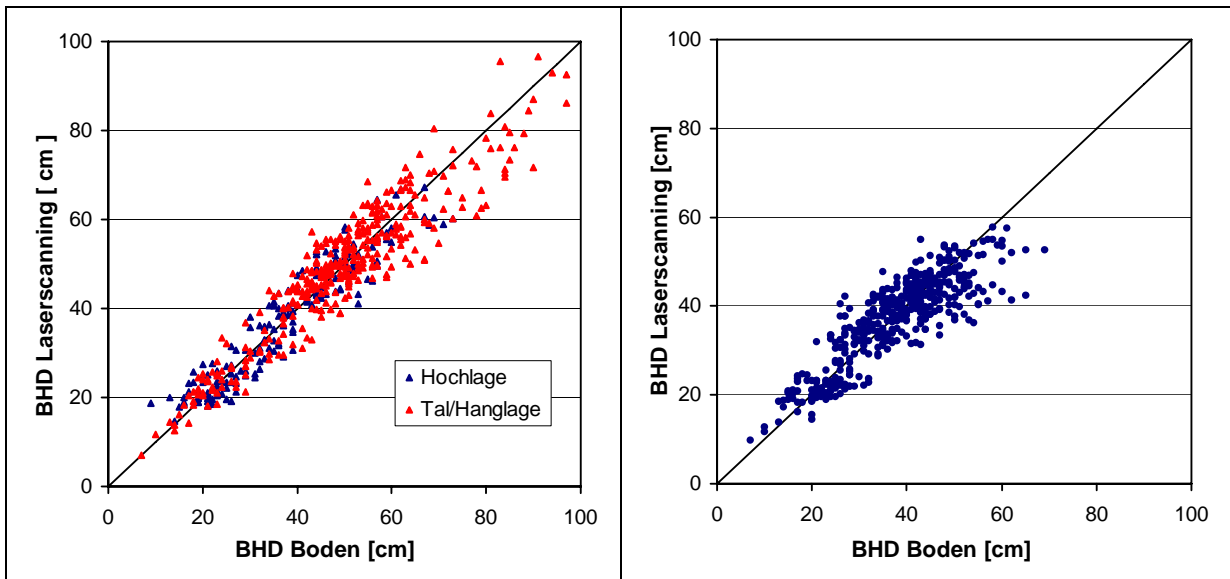 BHD Laserscanning [ cm ]
100
80
60
40
20
0
0 20 40 60 80 100
BHD Boden [cm]
Hochlage
Tal/Hanglage
BHD Laserscanning [cm]
100
80
60
40
20
0
0 20 40 60 80 100
BHD Boden [cm]